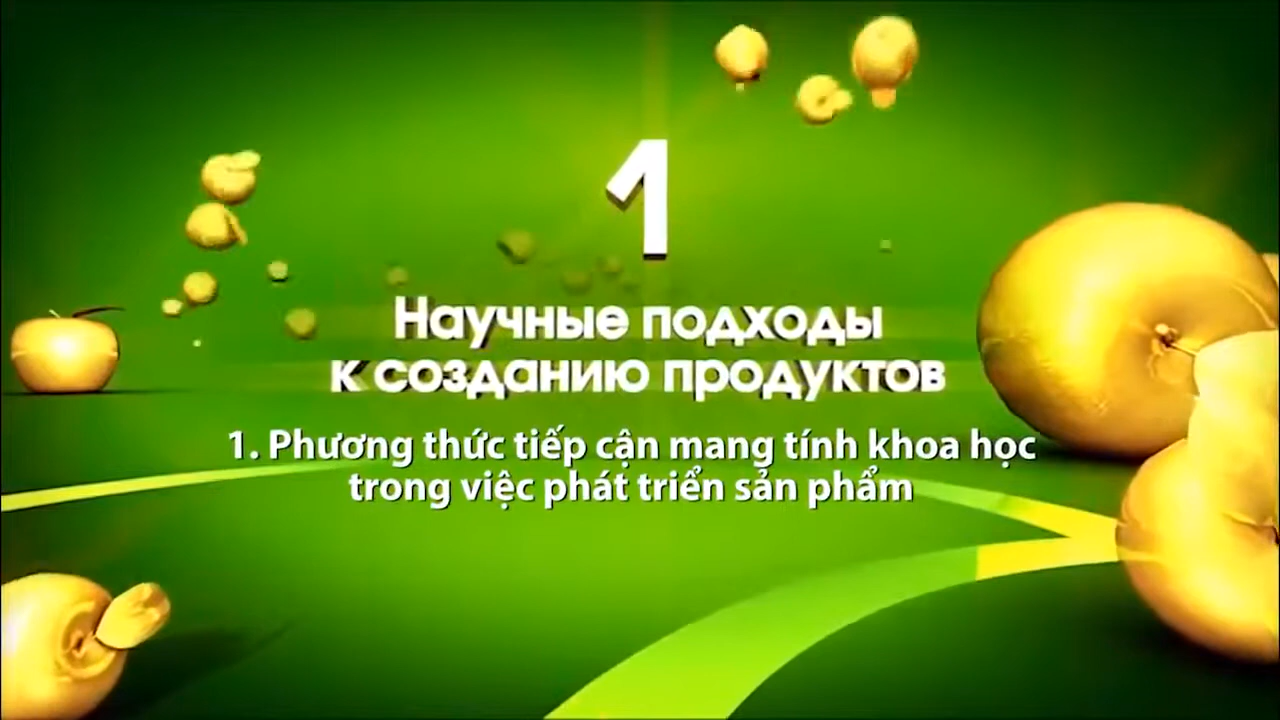 1
Научные подходы
к созданию продуктов
1. Phương thức tiếp cận mang tính khoa học
trong việc phát triển sản phẩm